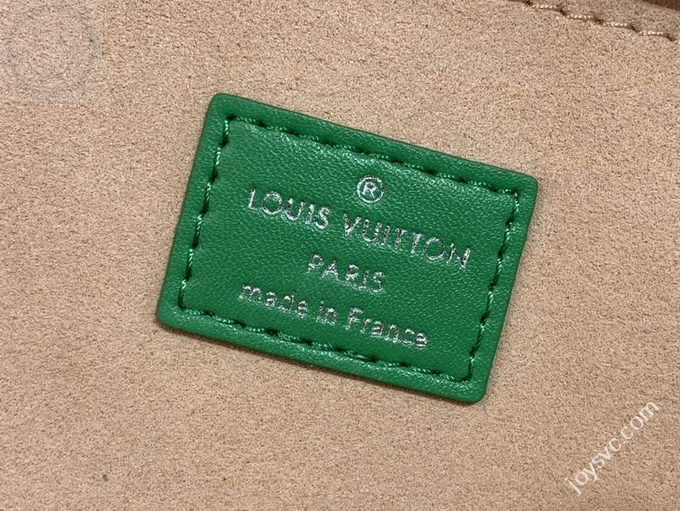 ®
LOUIS VUITTON
PARIS
made in France
joysvc.com